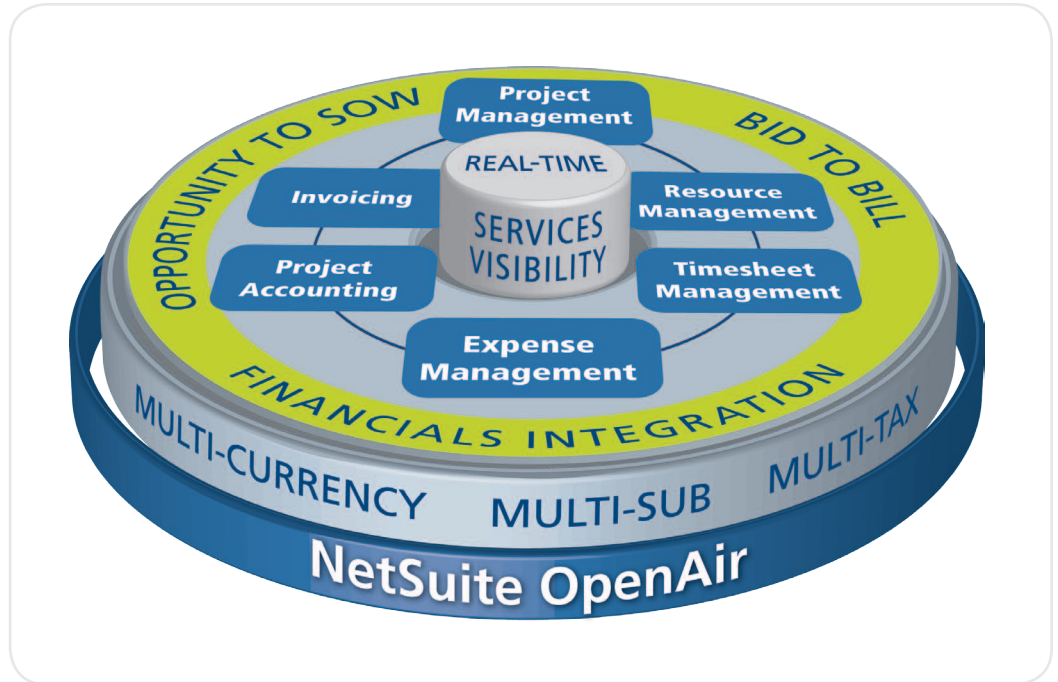 OPPORTUNITY TO SOW
BID TO BILL
Project
Management
REAL-TIME
SERVICES
VISIBILITY
Invoicing
Resource
Management
Project
Accounting
Timesheet
Management
Expense
Management
FINANCIALS INTEGRATION
MULTI-CURRENCY
MULTI-SUB
MULTI-TAX
NetSuite OpenAir